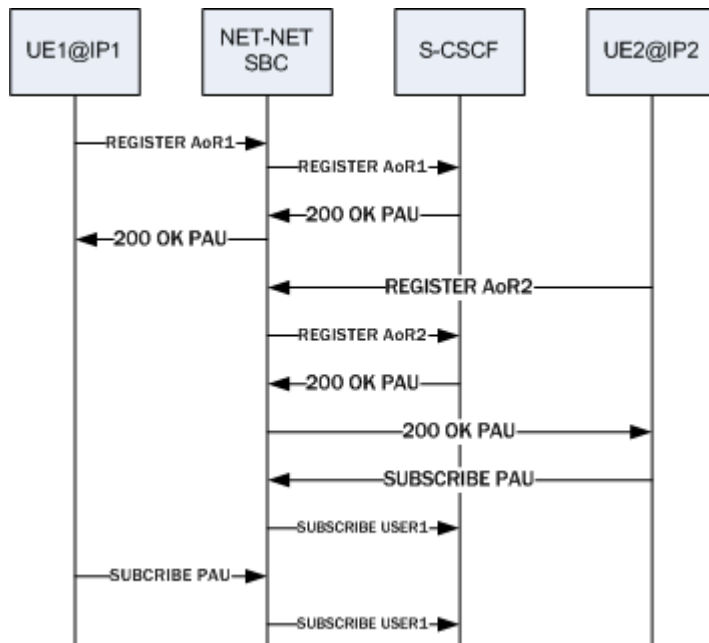 UE1@IP1
NET-NET
SBC
S-CSCF
UE2@IP2
REGISTER AoR1
REGISTER AoR1
200 OK PAU
200 OK PAU
REGISTER AoR2
REGISTER AoR2
200 OK PAU
200 OK PAU
SUBSCRIBE PAU
SUBSCRIBE USER1
SUBCRIBE PAU
SUBSCRIBE USER1